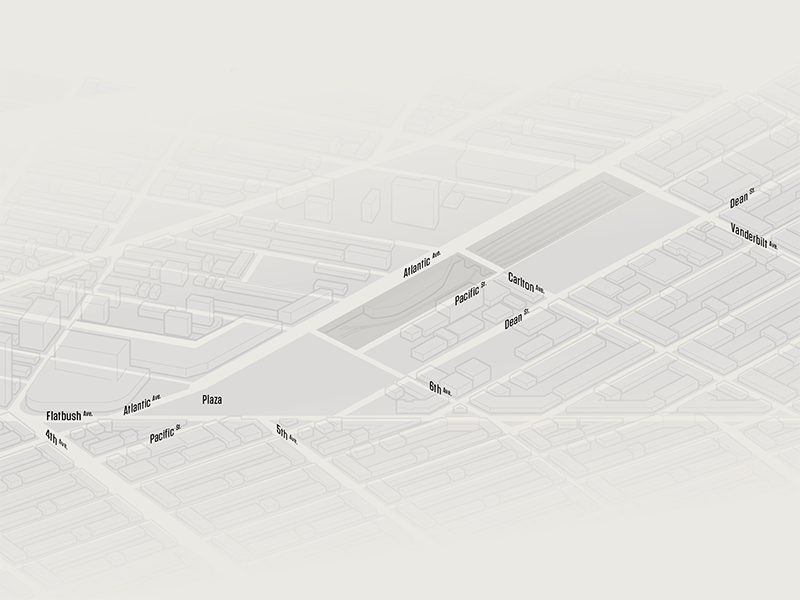 Dean St.
Vanderbilt Ave.
Atlantic Ave.
Carlton Ave.
Pacific St.
Dean St.
6th Ave.
Plaza
Atlantic Ave.
Flatbush Ave.
Pacific St.
5th Ave.
4th Ave.